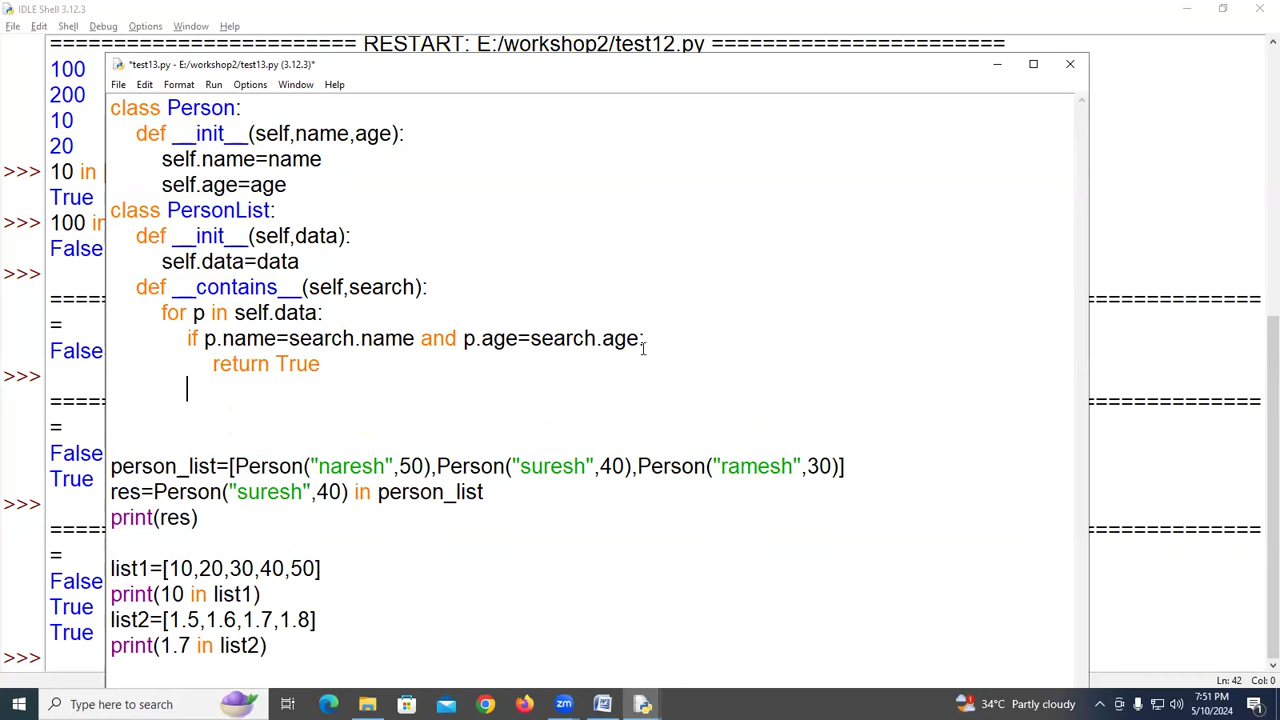 IDLE Shell 3.12.3
File Edit Shell Debug Options Window Help
======================== RESTART: E:/workshop2/test12.py =======================
100
200
10
20
>>> 10 in
True
>>> 100 in
False
>>>
=
False
>>>
=
False
True
>>>
=
False
True
True
>>>
*test13.py - E:/workshop2/test13.py (3.12.3)*
File Edit Format Run Options Window Help
class Person:
def __init__(self,name,age):
self.name=name
self.age=age
class PersonList:
def __init__(self,data):
self.data=data
def __contains__(self,search):
for p in self.data:
if p.name=search.name and p.age=search.age:
return True
person_list=[Person("naresh",50),Person("suresh",40),Person("ramesh",30)]
res=Person("suresh",40) in person_list
print(res)
list1=[10,20,30,40,50]
print(10 in list1)
list2=[1.5,1.6,1.7,1.8]
print(1.7 in list2)
Ln: 42 Col: 0
Type here to search
34°C Partly cloudy
7:51 PM
5/10/2024